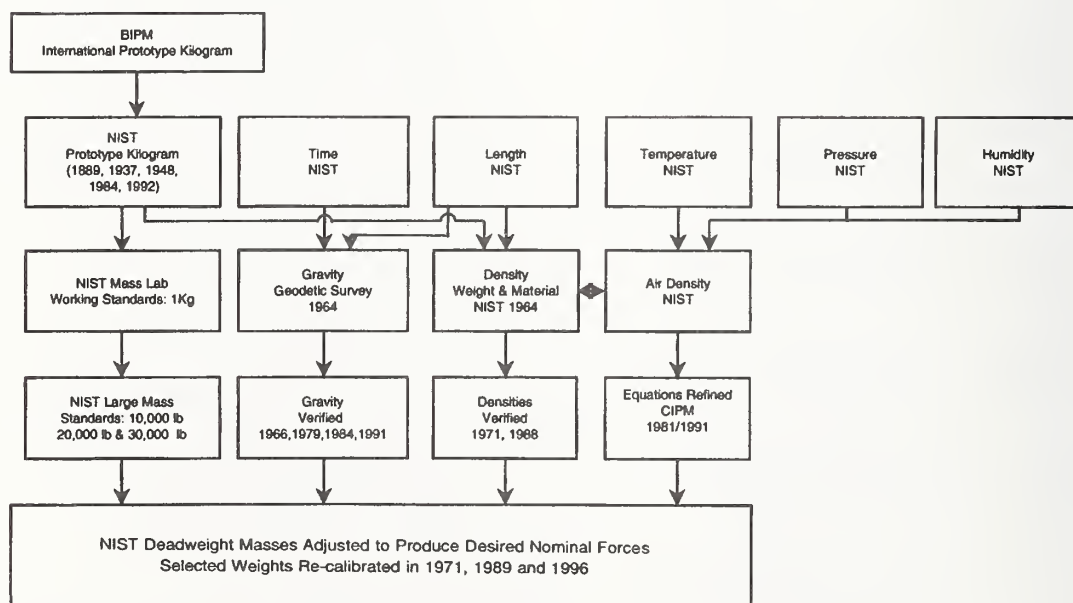 BIPM
International Prototype Kilogram
NIST
Prototype Kilogram
(1889, 1937, 1948,
1984, 1992)
Time
NIST
Length
NIST
Temperature
NIST
Pressure
NIST
Humidity
NIST
NIST Mass Lab
Working Standards: 1Kg
Gravity
Geodetic Survey
1964
Density
Weight & Material
NIST 1964
Air Density
NIST
NIST Large Mass
Standards: 10,000 lb
20,000 lb & 30,000 lb
Gravity
Verified
1966,1979,1984,1991
Densities
Verified
1971, 1988
Equations Refined
CIPM
1981/1991
NIST Deadweight Masses Adjusted to Produce Desired Nominal Forces
Selected Weights Re-calibrated in 1971, 1989 and 1996